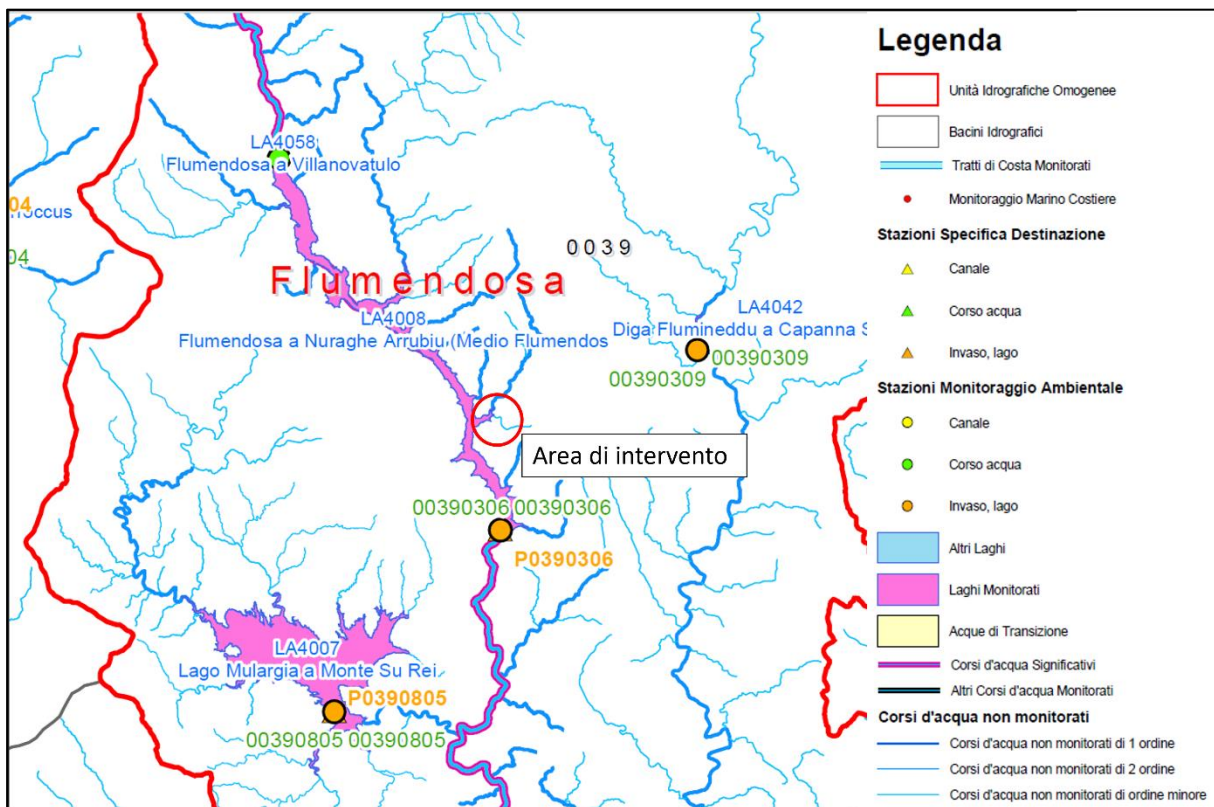 LA4058
Flumendosa a Villanovatulo
04
04
0039
Flumendosa
LA4008
Flumendosa a Nuraghe Arrubiu (Medio Flumendos
LA4042
Diga Flumineddu a Capanna S
00390309
00390309
Area di intervento
00390306 00390306
P0390306
LA4007
Lago Mulargia a Monte Su Rei
P0390805
00390805 00390805
Legenda
Unità Idrografiche Omogenee
Bacini Idrografici
Tratti di Costa Monitorati
Monitoraggio Marino Costiere
Stazioni Specifica Destinazione
Canale
Corso acqua
Invaso, lago
Stazioni Monitoraggio Ambientale
Canale
Corso acqua
Invaso, lago
Altri Laghi
Laghi Monitorati
Acque di Transizione
Corsi d'acqua Significativi
Altri Corsi d'acqua Monitorati
Corsi d'acqua non monitorati
Corsi d'acqua non monitorati di 1 ordine
Corsi d'acqua non monitorati di 2 ordine
Corsi d'acqua non monitorati di ordine minore